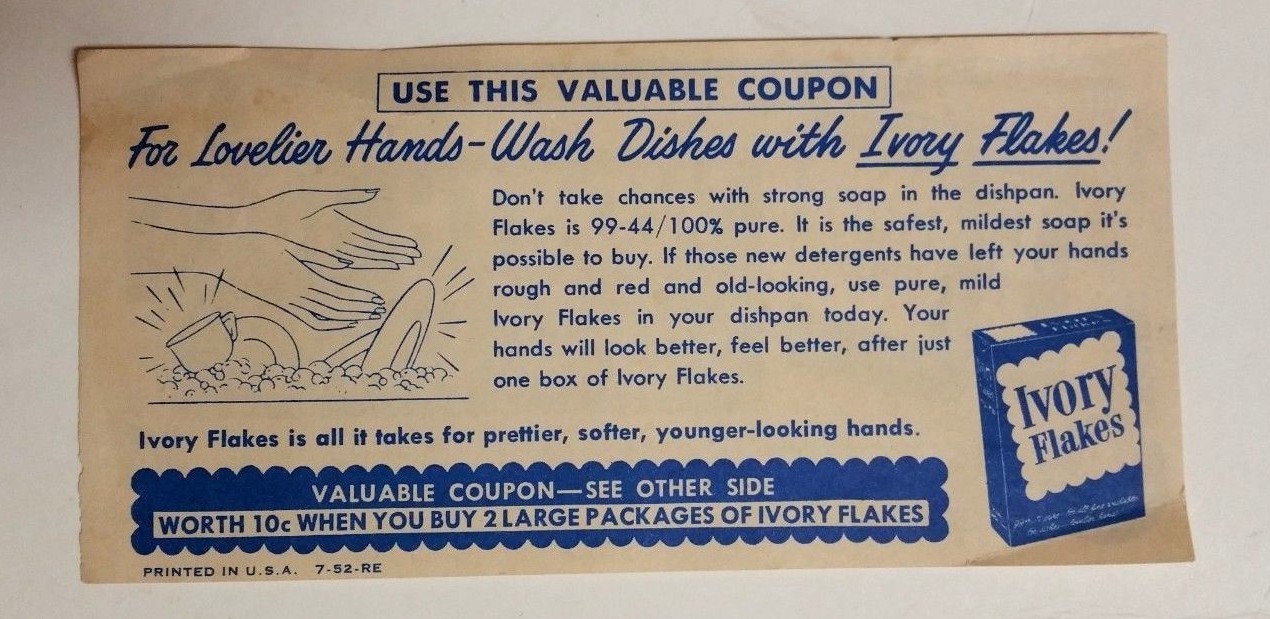 USE THIS VALUABLE COUPON
For Lovelier Hands-Wash Dishes with Ivory Flakes!
Don't take chances with strong soap in the dishpan. Ivory
Flakes is 99-44/100% pure. It is the safest, mildest soap it's
possible to buy. If those new detergents have left your hands
rough and red and old-looking, use pure, mild
Ivory Flakes in your dishpan today. Your
hands will look better, feel better, after just
one box of Ivory Flakes.
Ivory
Flakes
Ivory Flakes is all it takes for prettier, softer, younger-looking hands.
VALUABLE COUPON—SEE OTHER SIDE
WORTH 10c WHEN YOU BUY 2 LARGE PACKAGES OF IVORY FLAKES
PRINTED IN U.S.A. 7-52-RE